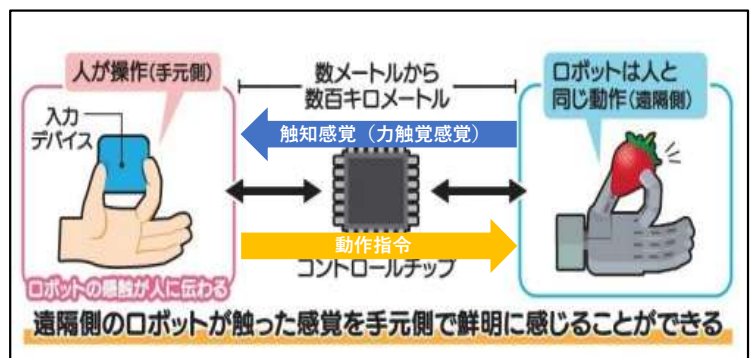 人が操作(手元側)
入力
デバイス
ロボットの感触が人に伝わる
数メートルから
数百キロメートル
触知感覚（力触覚感覚）
動作指令
コントロールチップ
ロボットは人と
同じ動作(遠隔側)
遠隔側のロボットが触った感覚を手元側で鮮明に感じることができる